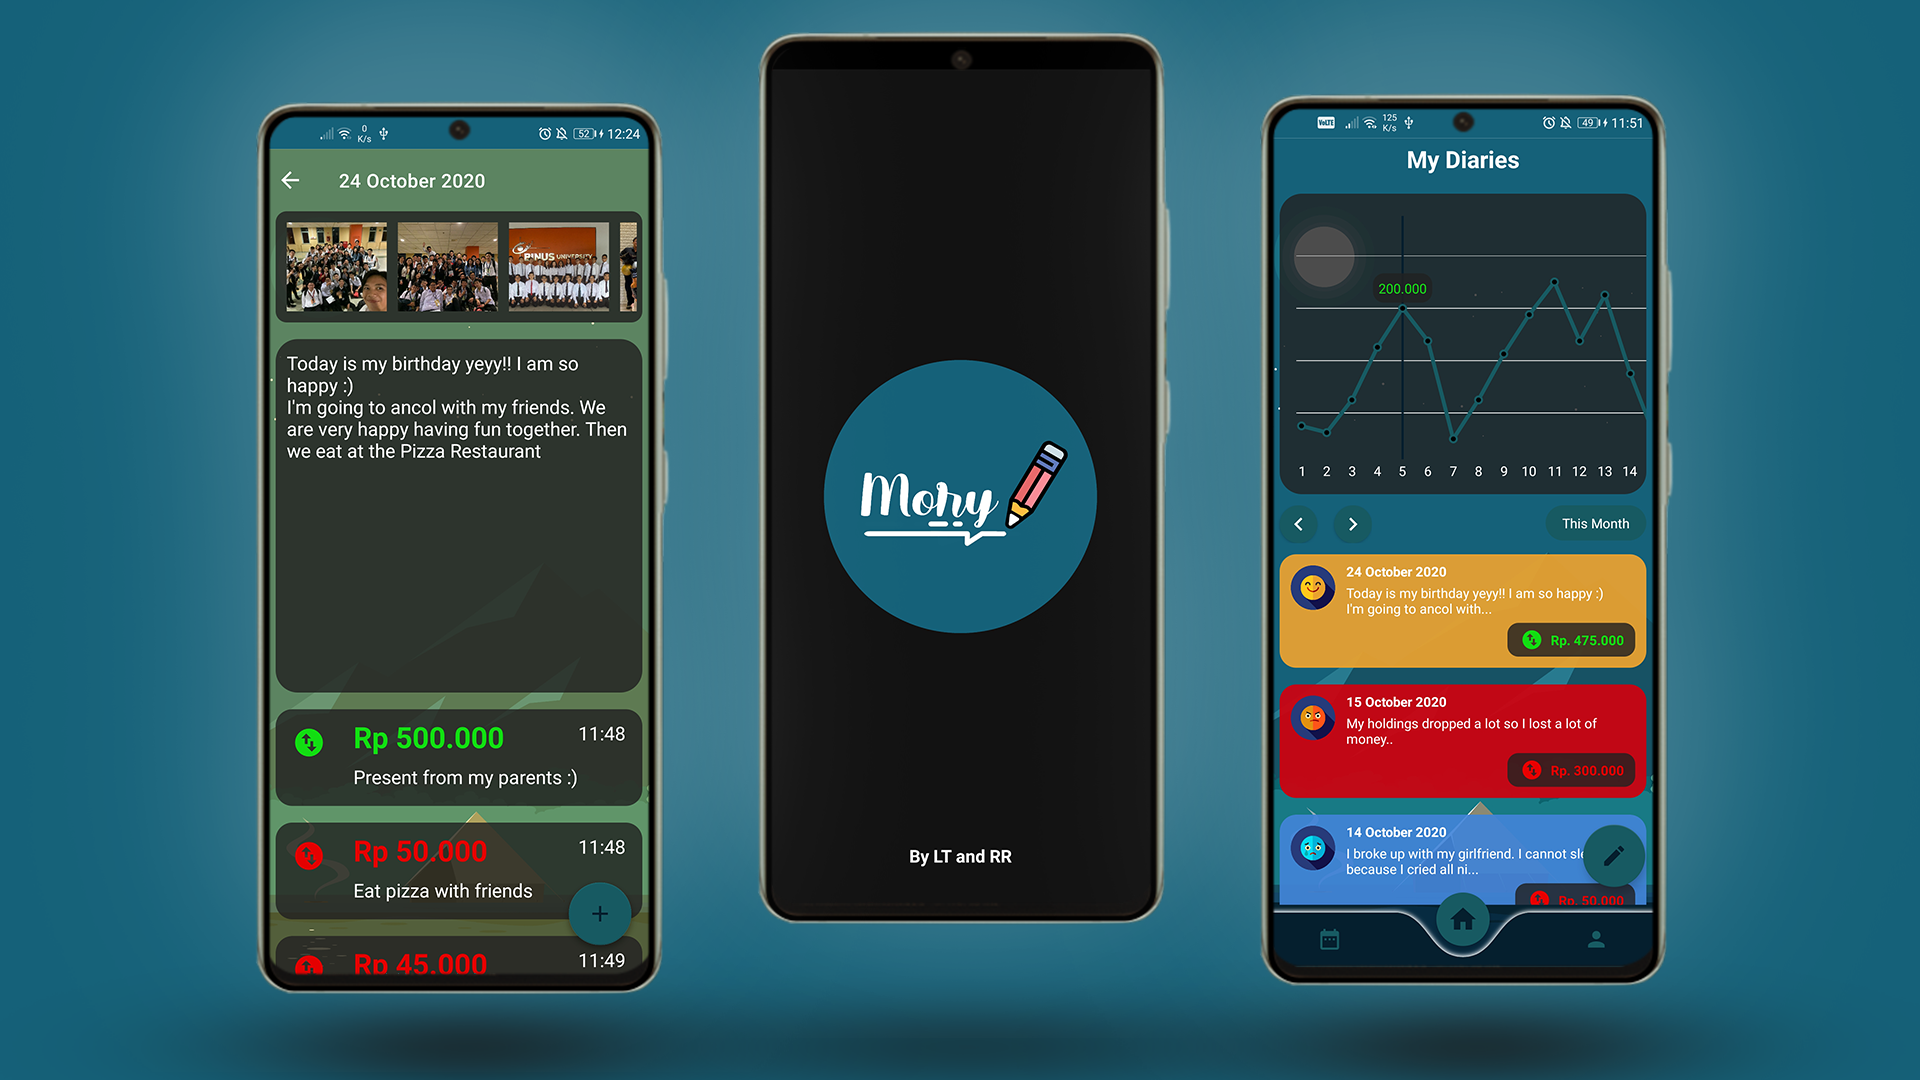 0
K/s
52
12:24
24 October 2020
BINUS UNIVERSITY
Today is my birthday yeyy!! I am so
happy :)
I'm going to ancol with my friends. We
are very happy having fun together. Then
we eat at the Pizza Restaurant
Rp 500.000
11:48
Present from my parents :)
Rp 50.000
11:48
Eat pizza with friends
Rp 45.000
11:49
Mory
By LT and RR
VoLTE
125
K/s
49
11:51
My Diaries
200.000
1 2 3 4 5 6 7 8 9 10 11 12 13 14
This Month
24 October 2020
Today is my birthday yeyy!! I am so happy :)
I'm going to ancol with...
Rp. 475.000
15 October 2020
My holdings dropped a lot so I lost a lot of
money..
Rp. 300.000
14 October 2020
I broke up with my girlfriend. I cannot sle
because I cried all ni...
Rp. 50.000